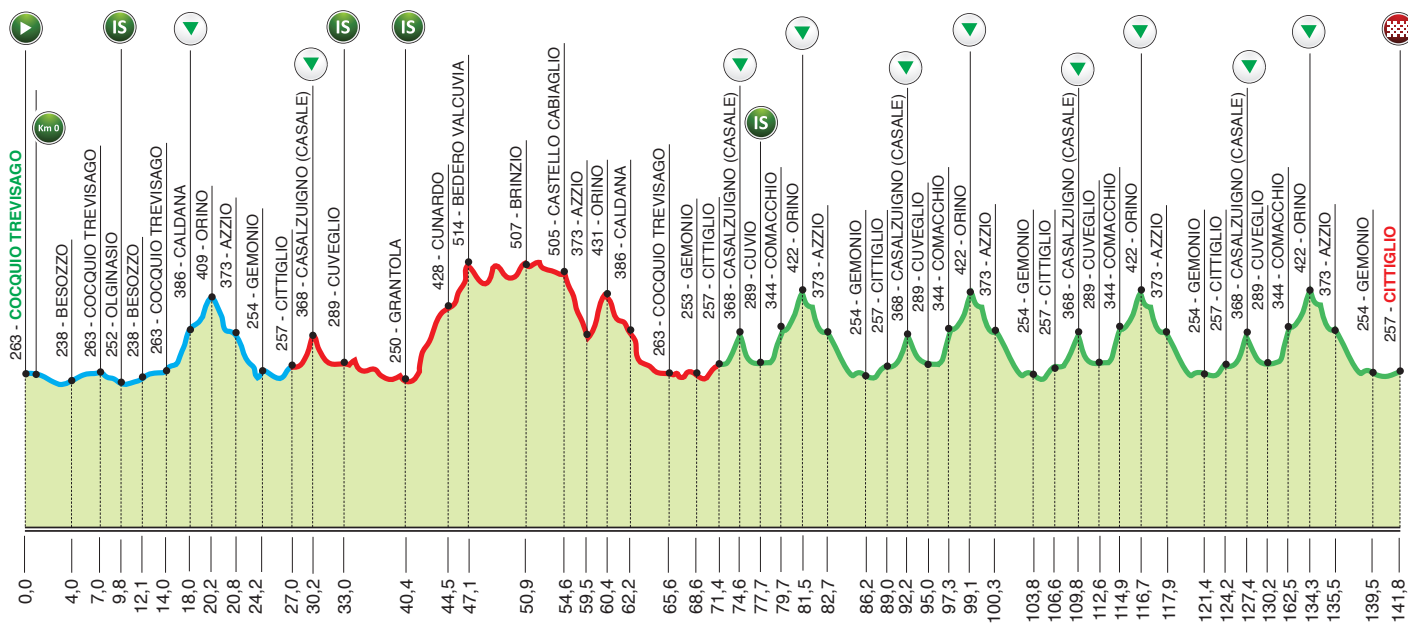 IS
IS
IS
Km 0
IS
263 - COCQUIO TREVISAGO
238 - BESOZZO
263 - COCQUIO TREVISAGO
252 - OLGINASIO
238 - BESOZZO
263 - COCQUIO TREVISAGO
386 - CALDANA
409 - ORINO
373 - AZZIO
254 - GEMONIO
257 - CITTIGLIO
368 - CASALZUIGNO (CASALE)
289 - CUVEGLIO
250 - GRANTOLA
428 - CUNARDO
514 - BEDERO VALCUVIA
507 - BRINZIO
505 - CASTELLO CABIAGLIO
373 - AZZIO
431 - ORINO
386 - CALDANA
263 - COCQUIO TREVISAGO
253 - GEMONIO
257 - CITTIGLIO
368 - CASALZUIGNO (CASALE)
289 - CUVIO
344 - COMACCHIO
422 - ORINO
373 - AZZIO
254 - GEMONIO
257 - CITTIGLIO
368 - CASALZUIGNO (CASALE)
289 - CUVEGLIO
344 - COMACCHIO
422 - ORINO
373 - AZZIO
254 - GEMONIO
257 - CITTIGLIO
368 - CASALZUIGNO (CASALE)
289 - CUVEGLIO
344 - COMACCHIO
422 - ORINO
373 - AZZIO
254 - GEMONIO
257 - CITTIGLIO
368 - CASALZUIGNO (CASALE)
289 - CUVEGLIO
344 - COMACCHIO
422 - ORINO
373 - AZZIO
254 - GEMONIO
257 - CITTIGLIO
0,0
4,0
7,0
9,8
12,1
14,0
18,0
20,2
20,8
24,2
27,0
30,2
33,0
40,4
44,5
47,1
50,9
54,6
59,5
60,4
62,2
65,6
68,6
71,4
74,6
77,7
79,1
81,5
82,7
86,2
89,0
92,2
95,0
97,3
99,1
100,3
103,8
106,6
109,8
112,6
114,9
116,7
117,9
121,4
124,2
127,4
130,2
162,5
134,3
135,5
139,5
141,8